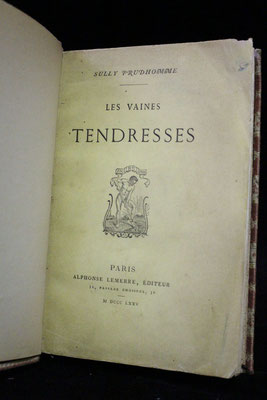 SULLY PRUDHOMME
LES VAINES
TENDRESSES
PARIS
ALPHONSE LEMERRE, ÉDITEUR
M DCCC LXXV